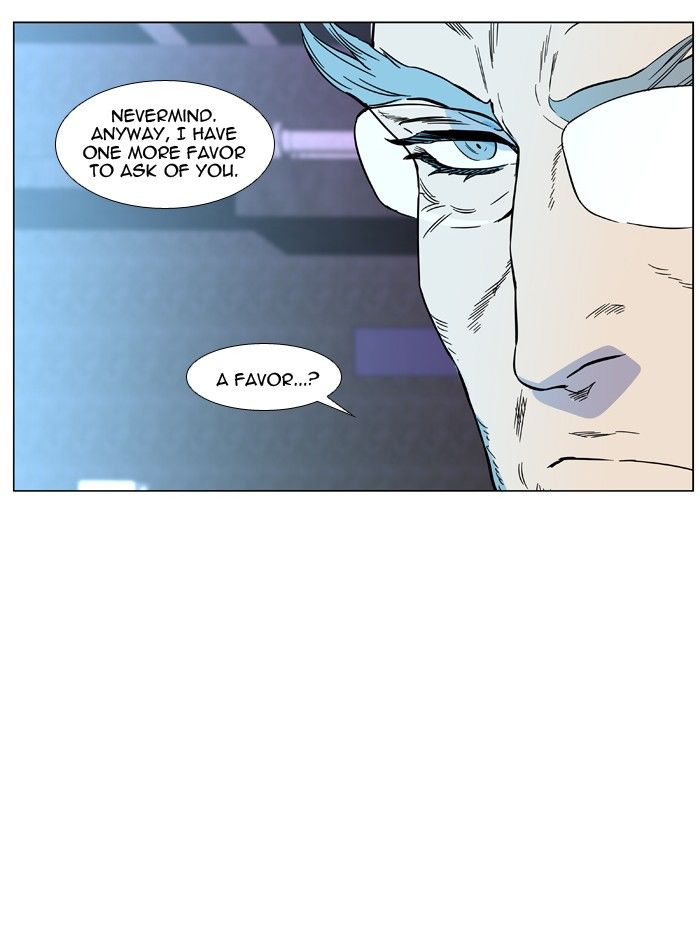 NEVERMIND.
ANYWAY, I HAVE
ONE MORE FAVOR
TO ASK OF YOU.
A FAVOR...?